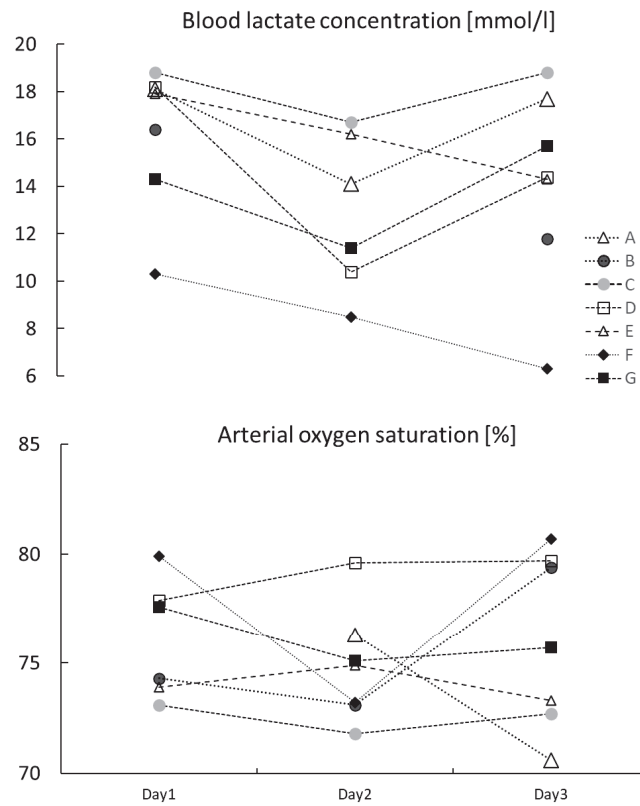 Blood lactate concentration [mmol/l]
20
18
16
14
12
10
8
6
A
B
C
D
E
F
G
Arterial oxygen saturation [%]
85
80
75
70
Day1 Day2 Day3